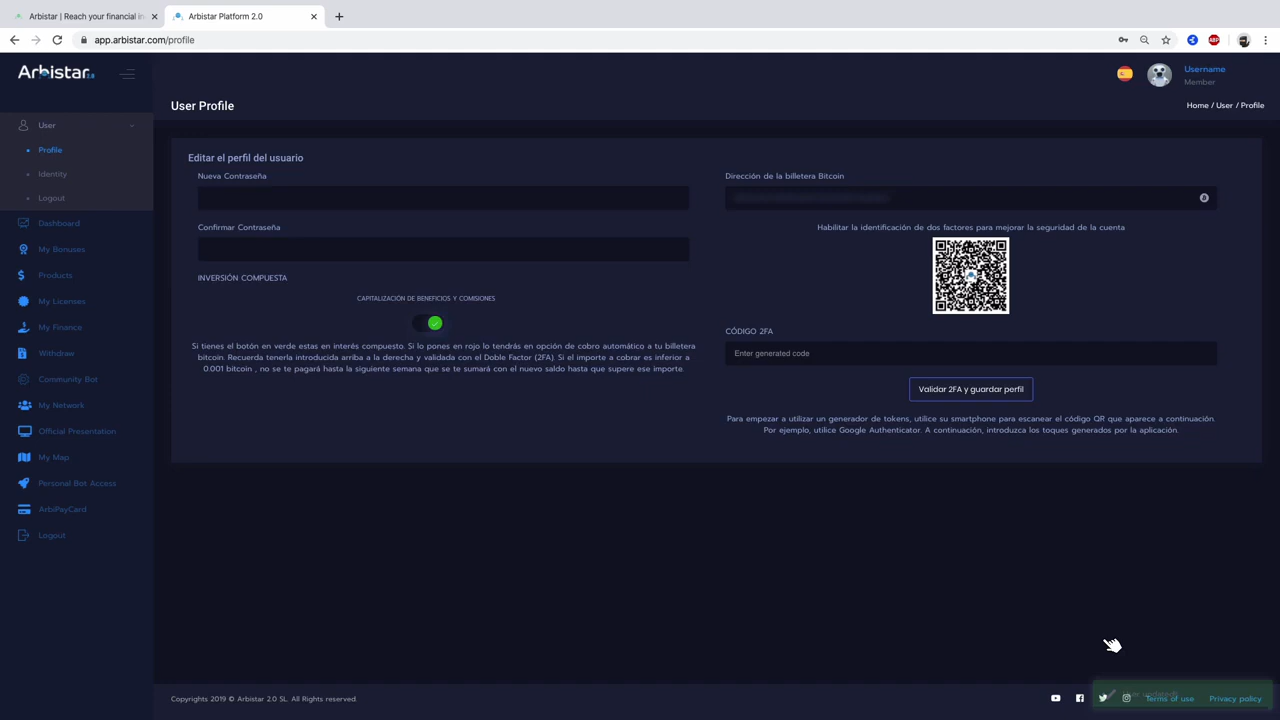 Arbistar | Reach your financial in
Arbistar Platform 2.0
app.arbistar.com/profile
ABP
Arbistar 2.0
Username
Member
User Profile
Home / User / Profile
User
Profile
Identity
Logout
Dashboard
My Bonuses
Products
My Licenses
My Finance
Withdraw
Community Bot
My Network
Official Presentation
My Map
Personal Bot Access
ArbiPayCard
Logout
Editar el perfil del usuario
Nueva Contraseña
Confirmar Contraseña
INVERSIÓN COMPUESTA
CAPITALIZACIÓN DE BENEFICIOS Y COMISIONES
Si tienes el botón en verde estas en interés compuesto. Si lo pones en rojo lo tendrás en opción de cobro automático a tu billetera
bitcoin. Recuerda tenerla introducida arriba a la derecha y validada con el Doble Factor (2FA). Si el importe a cobrar es inferior a
0.001 bitcoin , no se te pagará hasta la siguiente semana que se te sumará con el nuevo saldo hasta que supere ese importe.
Dirección de la billetera Bitcoin
Habilitar la identificación de dos factores para mejorar la seguridad de la cuenta
CÓDIGO 2FA
Enter generated code
Validar 2FA y guardar perfil
Para empezar a utilizar un generador de tokens, utilice su smartphone para escanear el código QR que aparece a continuación.
Por ejemplo, utilice Google Authenticator. A continuación, introduzca los toques generados por la aplicación.
Copyrights 2019 © Arbistar 2.0 SL. All Rights reserved.
Terms of use
Privacy policy